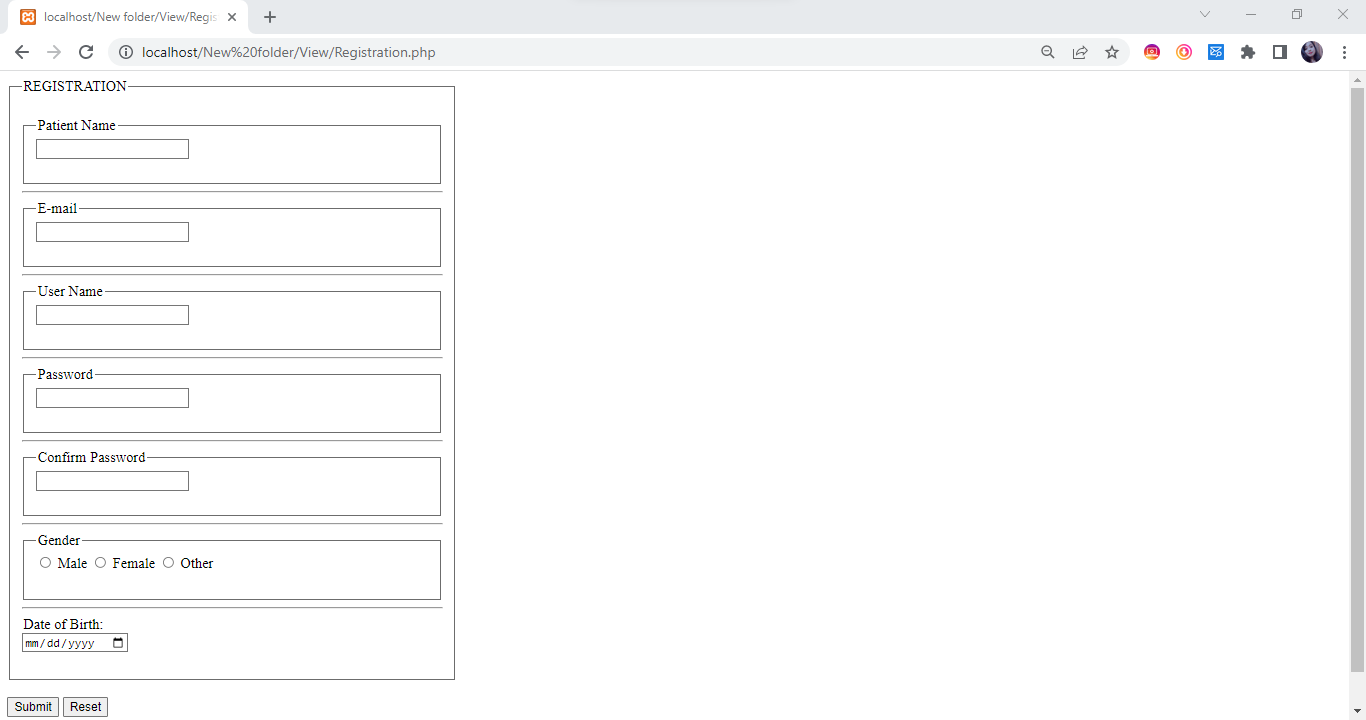 localhost/New folder/View/Regis
localhost/New%20folder/View/Registration.php
REGISTRATION
Patient Name
E-mail
User Name
Password
Confirm Password
Gender
Male Female Other
Date of Birth:
mm/dd/yyyy
Submit Reset